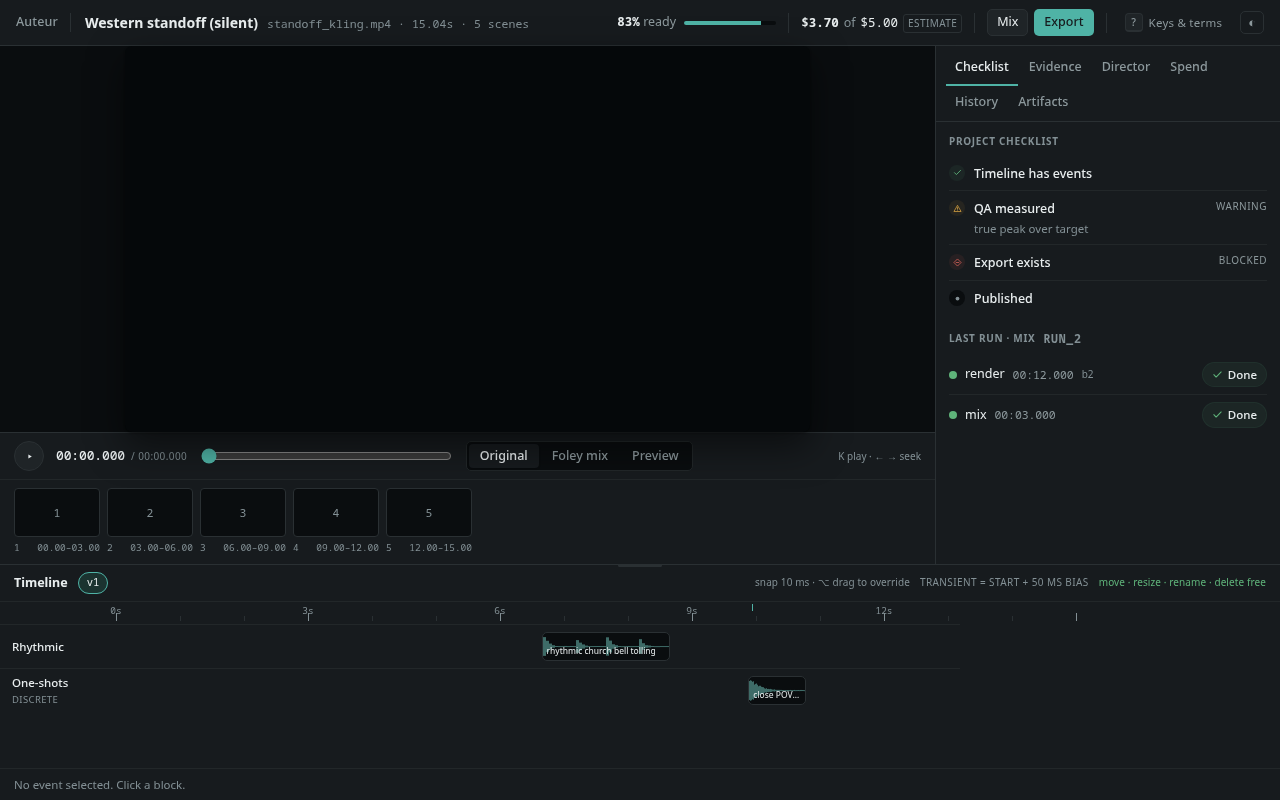 Auteur Western standoff (silent) standoff_kling.mp4 · 15.04s · 5 scenes 83% ready $3.70 of $5.00 ESTIMATE Mix Export ? Keys & terms
Checklist Evidence Director Spend
History Artifacts
PROJECT CHECKLIST
Timeline has events
QA measured WARNING
true peak over target
Export exists BLOCKED
Published
LAST RUN · MIX RUN_2
render 00:12.000 b2 Done
mix 00:03.000 Done
00:00.000 / 00:00.000 Original Foley mix Preview K play · ← → seek
1 2 3 4 5
1 00.00–03.00 2 03.00–06.00 3 06.00–09.00 4 09.00–12.00 5 12.00–15.00
Timeline v1 snap 10 ms · ⌥ drag to override TRANSIENT = START + 50 MS BIAS move · resize · rename · delete free
0s 3s 6s 9s 12s
Rhythmic rhythmic church bell tolling
One-shots close POV…
DISCRETE
No event selected. Click a block.